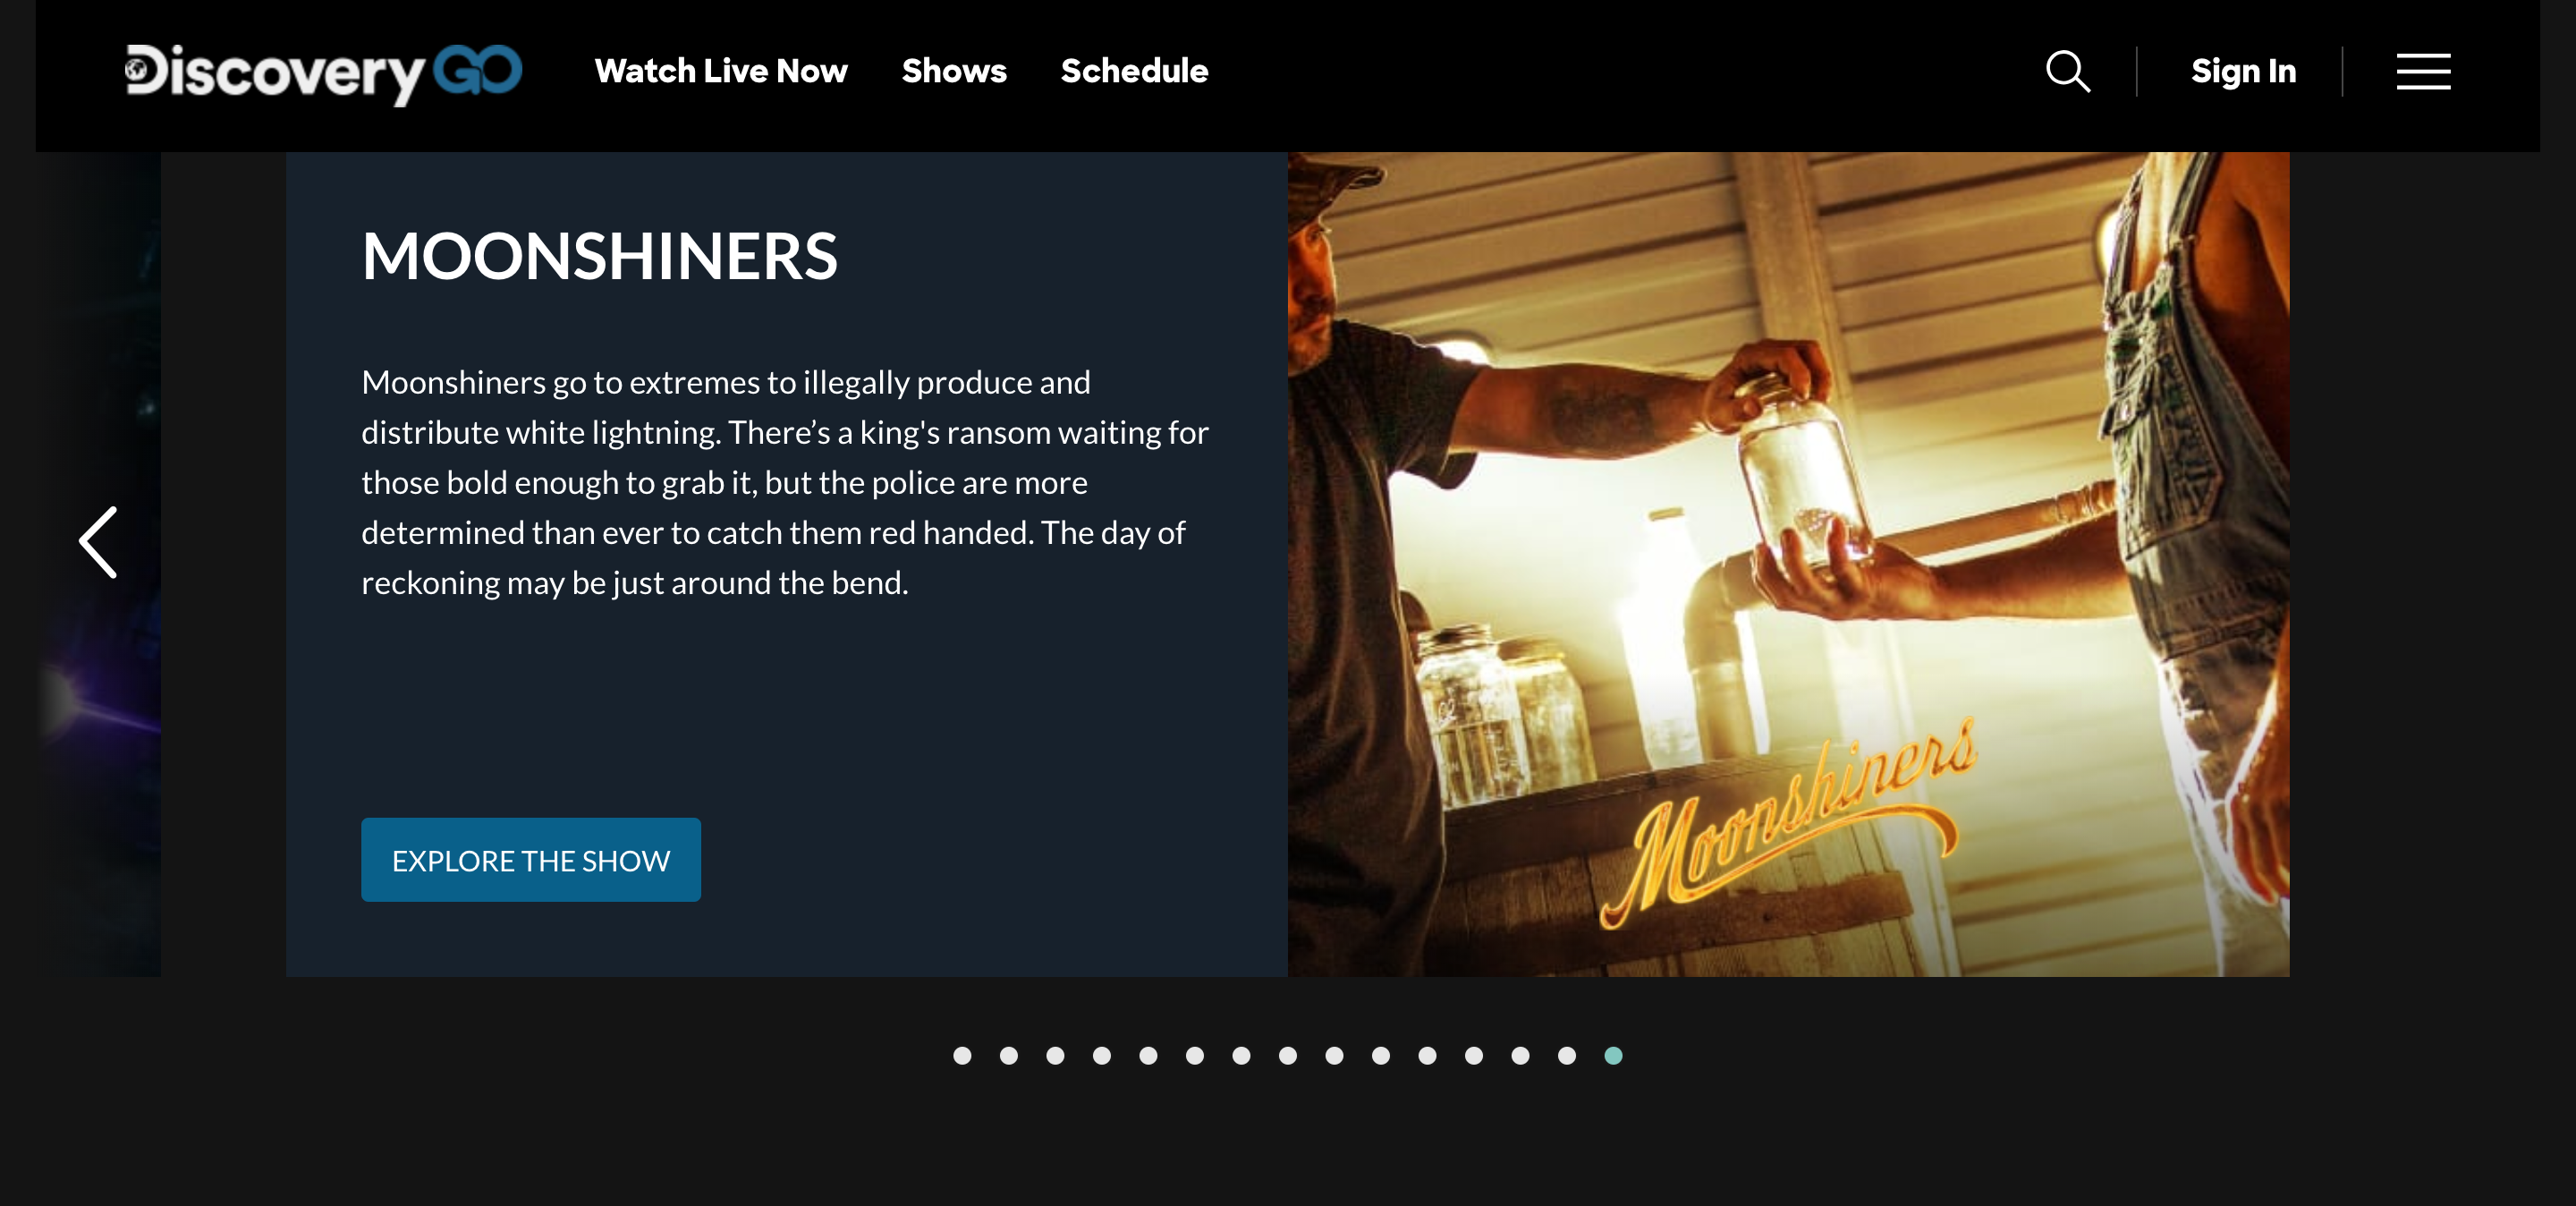 Discovery GO Watch Live Now Shows Schedule Sign In
MOONSHINERS
Moonshiners go to extremes to illegally produce and
distribute white lightning. There’s a king's ransom waiting for
those bold enough to grab it, but the police are more
determined than ever to catch them red handed. The day of
reckoning may be just around the bend.
EXPLORE THE SHOW
Moonshiners